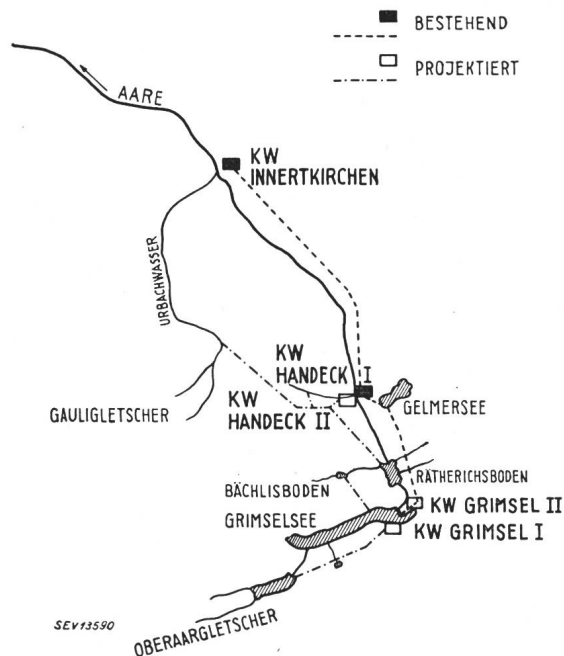 BESTEHEND
PROJEKTIERT
AARE
KW
INNERTKIRCHEN
URBACHWASSER
KW
HANDECK I
KW
HANDECK II
GELMERSEE
GAULIGLETSCHER
RÄTHERICHSBODEN
BÄCHLISBODEN
KW GRIMSEL II
GRIMSELSEE
KW GRIMSEL I
OBERAARGLETSCHER
SEV13590